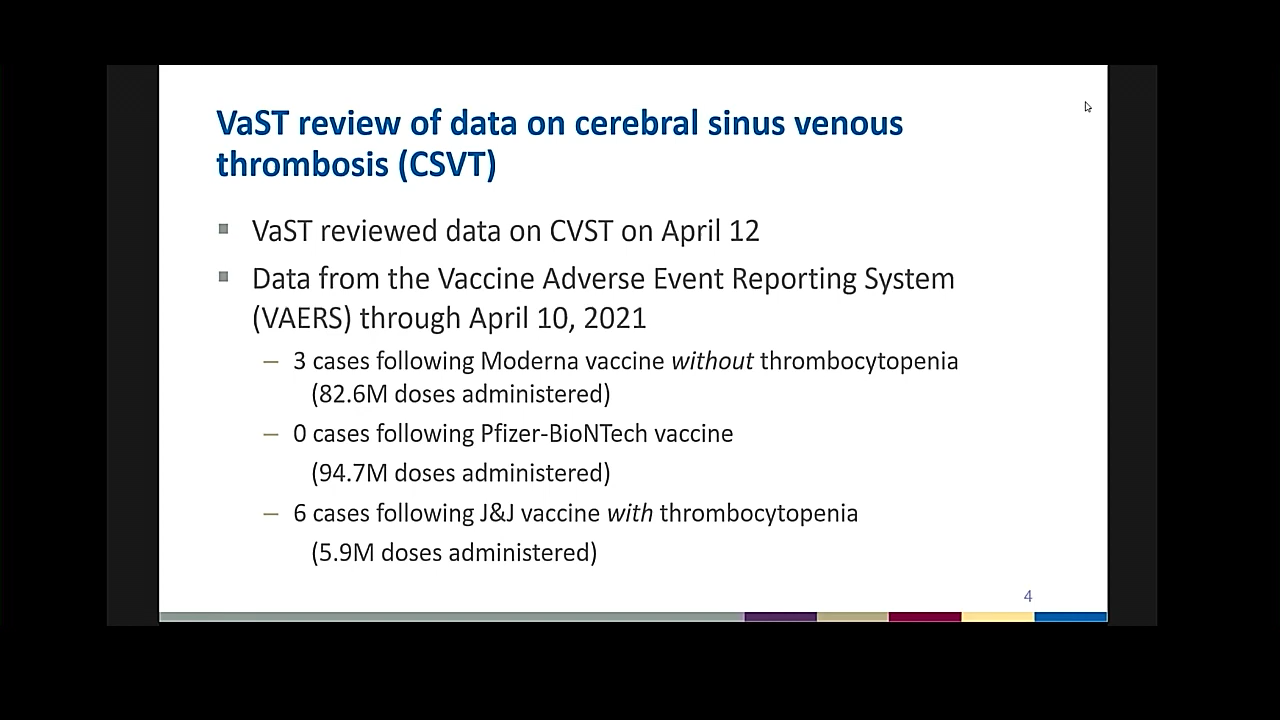 VaST review of data on cerebral sinus venous
thrombosis (CSVT)
▪ VaST reviewed data on CVST on April 12
▪ Data from the Vaccine Adverse Event Reporting System
(VAERS) through April 10, 2021
– 3 cases following Moderna vaccine without thrombocytopenia
(82.6M doses administered)
– 0 cases following Pfizer-BioNTech vaccine
(94.7M doses administered)
– 6 cases following J&J vaccine with thrombocytopenia
(5.9M doses administered)
4